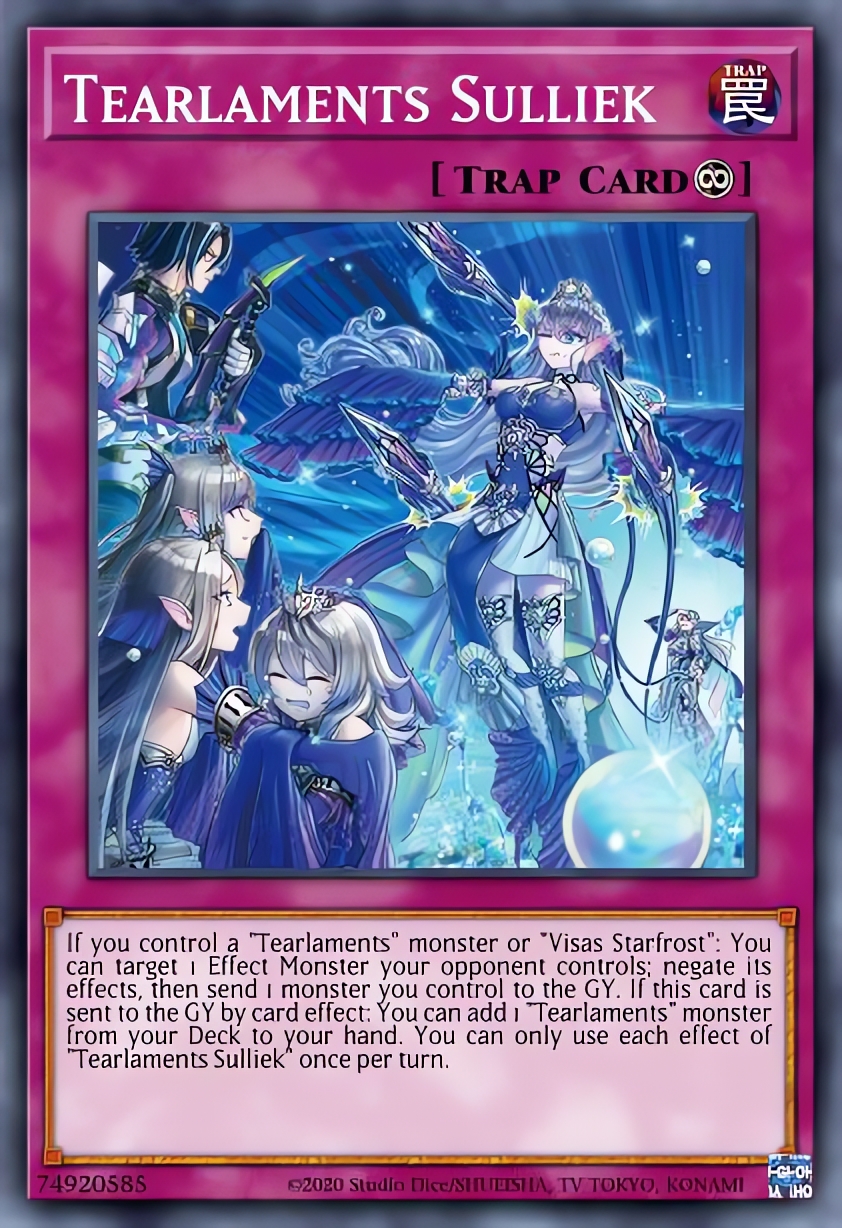 TEARLAMENTS SULLIEK
TRAP
罠
[ TRAP CARD ]
If you control a "Tearlaments" monster or "Visas Starfrost": You
can target 1 Effect Monster your opponent controls; negate its
effects, then send 1 monster you control to the GY. If this card is
sent to the GY by card effect: You can add 1 "Tearlaments" monster
from your Deck to your hand. You can only use each effect of
"Tearlaments Sulliek" once per turn.
74920585
©2020 Studio Dice/SHUEISHA, TV TOKYO, KONAMI